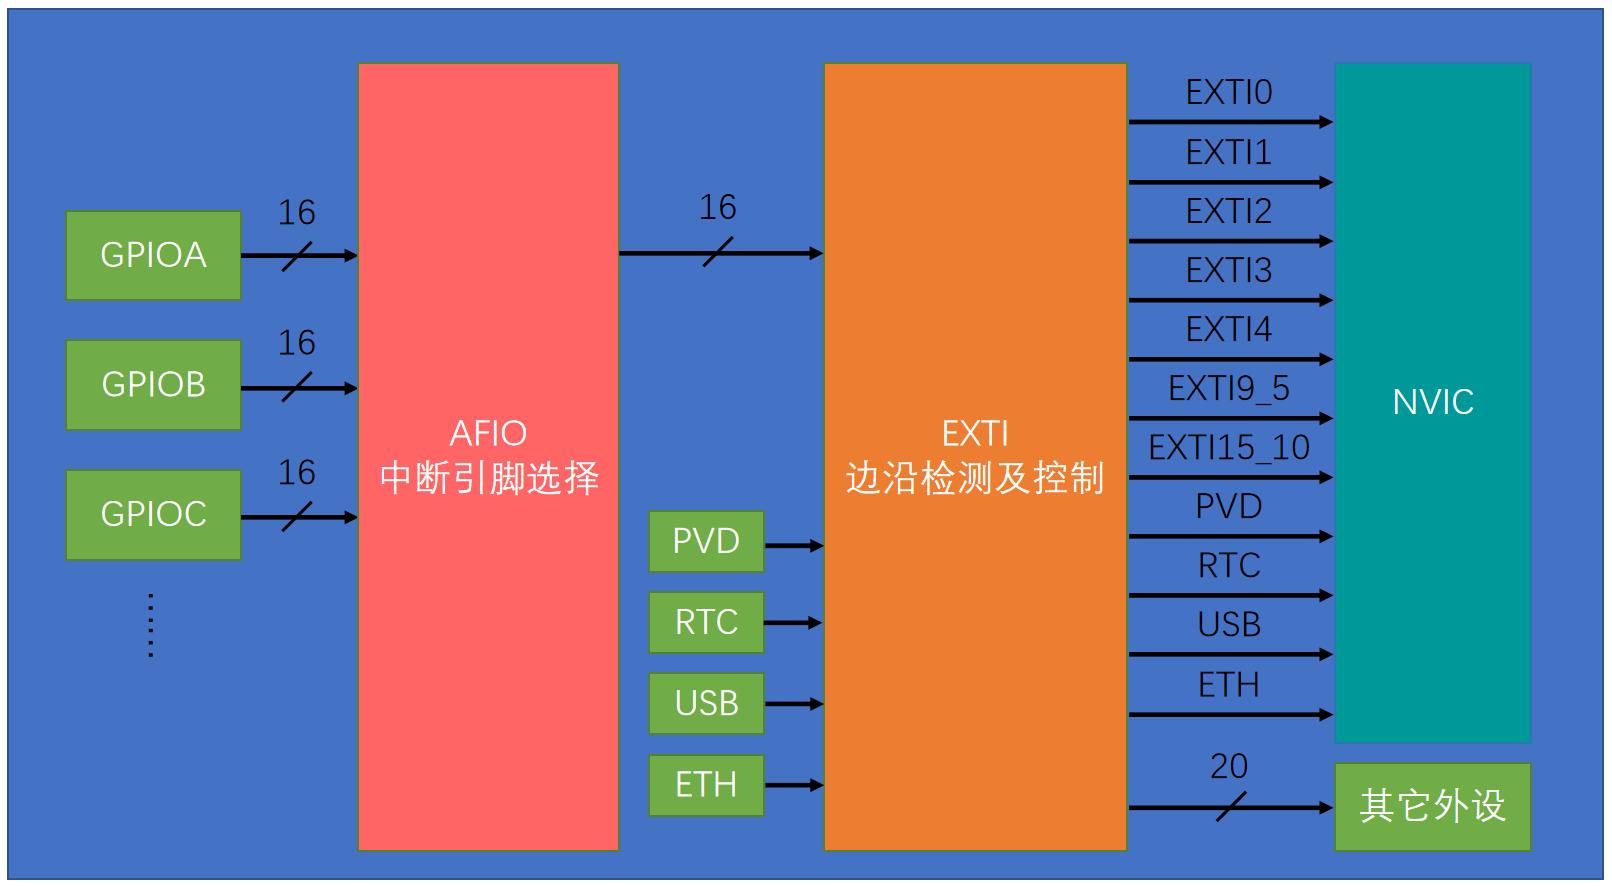 16
GPIOA
16
GPIOB
16
GPIOC
AFIO
中断引脚选择
16
PVD
RTC
USB
ETH
EXTI
边沿检测及控制
EXTI0
EXTI1
EXTI2
EXTI3
EXTI4
EXTI9_5
EXTI15_10
PVD
RTC
USB
ETH
20
NVIC
其它外设